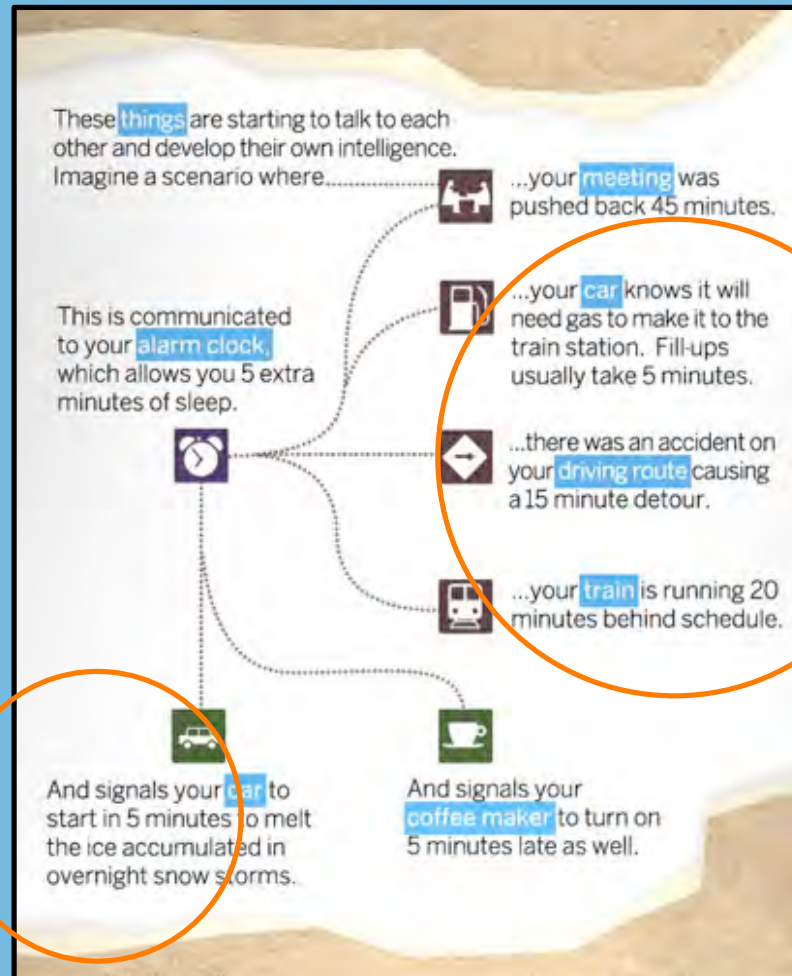 These things are starting to talk to each
other and develop their own intelligence.
Imagine a scenario where..............
...your meeting was
pushed back 45 minutes.
...your car knows it will
need gas to make it to the
train station. Fill-ups
usually take 5 minutes.
This is communicated
to your alarm clock,
which allows you 5 extra
minutes of sleep.
...there was an accident on
your driving route causing
a 15 minute detour.
...your train is running 20
minutes behind schedule.
And signals your car to
start in 5 minutes to melt
the ice accumulated in
overnight snow storms.
And signals your
coffee maker to turn on
5 minutes late as well.